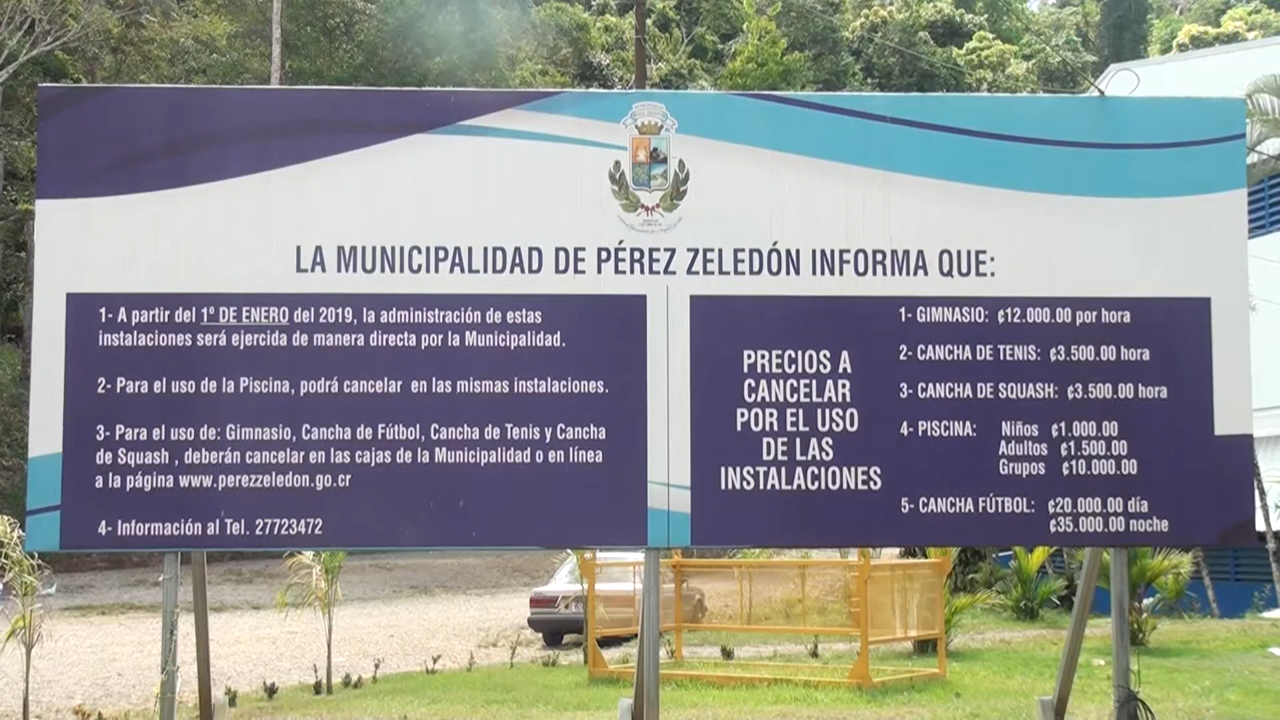 LA MUNICIPALIDAD DE PÉREZ ZELEDÓN INFORMA QUE:
1- A partir del 1º DE ENERO del 2019, la administración de estas
instalaciones será ejercida de manera directa por la Municipalidad.
2- Para el uso de la Piscina, podrá cancelar en las mismas instalaciones.
3- Para el uso de: Gimnasio, Cancha de Fútbol, Cancha de Tenis y Cancha
de Squash , deberán cancelar en las cajas de la Municipalidad o en línea
a la página www.perezzeledon.go.cr
4- Información al Tel. 27723472
PRECIOS A
CANCELAR
POR EL USO
DE LAS
INSTALACIONES
1- GIMNASIO: ¢12.000.00 por hora
2- CANCHA DE TENIS: ¢3.500.00 hora
3- CANCHA DE SQUASH: ¢3.500.00 hora
4- PISCINA: Niños ¢1.000.00
Adultos ¢1.500.00
Grupos ¢10.000.00
5- CANCHA FÚTBOL: ¢20.000.00 día
¢35.000.00 noche